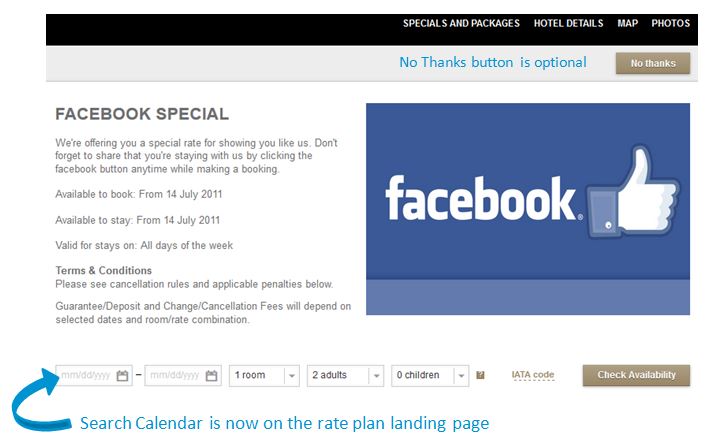 SPECIALS AND PACKAGES HOTEL DETAILS MAP PHOTOS
No Thanks button is optional No thanks
FACEBOOK SPECIAL
We're offering you a special rate for showing you like us. Don't
forget to share that you're staying with us by clicking the
facebook button anytime while making a booking.
Available to book: From 14 July 2011
Available to stay: From 14 July 2011
Valid for stays on: All days of the week
Terms & Conditions
Please see cancellation rules and applicable penalties below.
Guarantee/Deposit and Change/Cancellation Fees will depend on
selected dates and room/rate combination.
facebook®
mm/dd/yyyy – mm/dd/yyyy 1 room 2 adults 0 children ? IATA code Check Availability
Search Calendar is now on the rate plan landing page